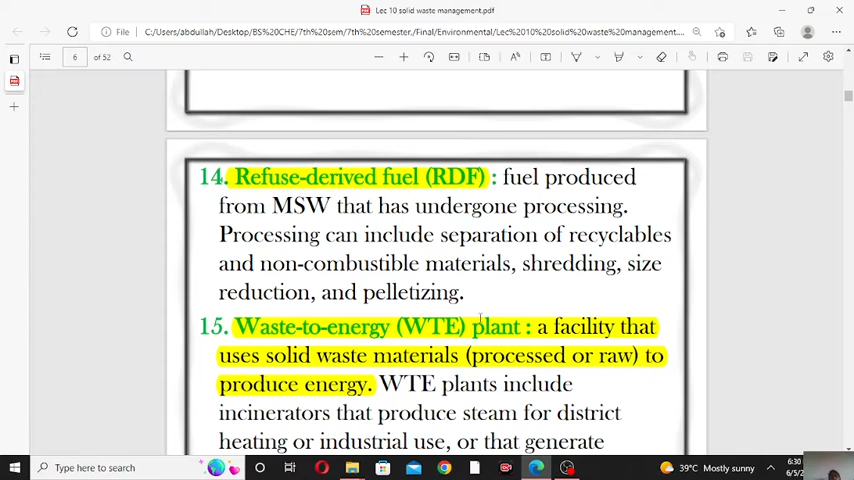 Lec 10 solid waste management.pdf
File
C:/Users/abdullah/Desktop/BS%20CHE/7th%20sem/7th%20semester./Final/Environmental/Lec%2010%20solid%20waste%20management....
6 of 52
14. Refuse-derived fuel (RDF) : fuel produced
from MSW that has undergone processing.
Processing can include separation of recyclables
and non-combustible materials, shredding, size
reduction, and pelletizing.
15. Waste-to-energy (WTE) plant : a facility that
uses solid waste materials (processed or raw) to
produce energy. WTE plants include
incinerators that produce steam for district
heating or industrial use, or that generate
Type here to search
39°C Mostly sunny
6:30
6/5/2